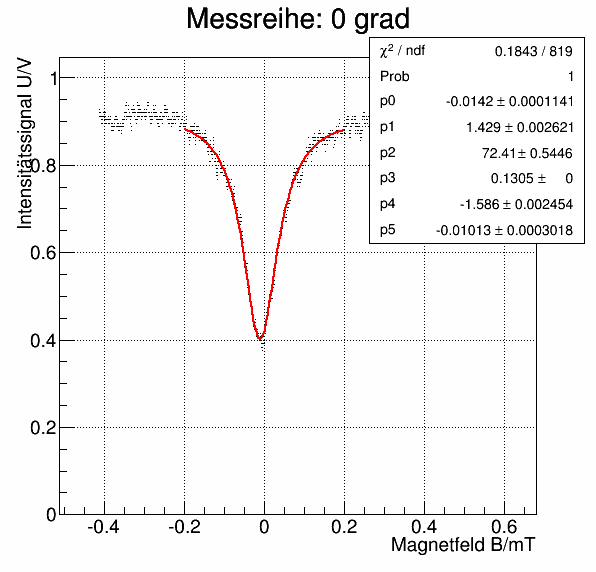 Messreihe: 0 grad
χ² / ndf 0.1843 / 819
Prob 1
p0 -0.0142 ± 0.0001141
p1 1.429 ± 0.002621
p2 72.41 ± 0.5446
p3 0.1305 ± 0
p4 -1.586 ± 0.002454
p5 -0.01013 ± 0.0003018
Intensitätssignal U/V
1
0.8
0.6
0.4
0.2
0
-0.4 -0.2 0 0.2 0.4 0.6
Magnetfeld B/mT